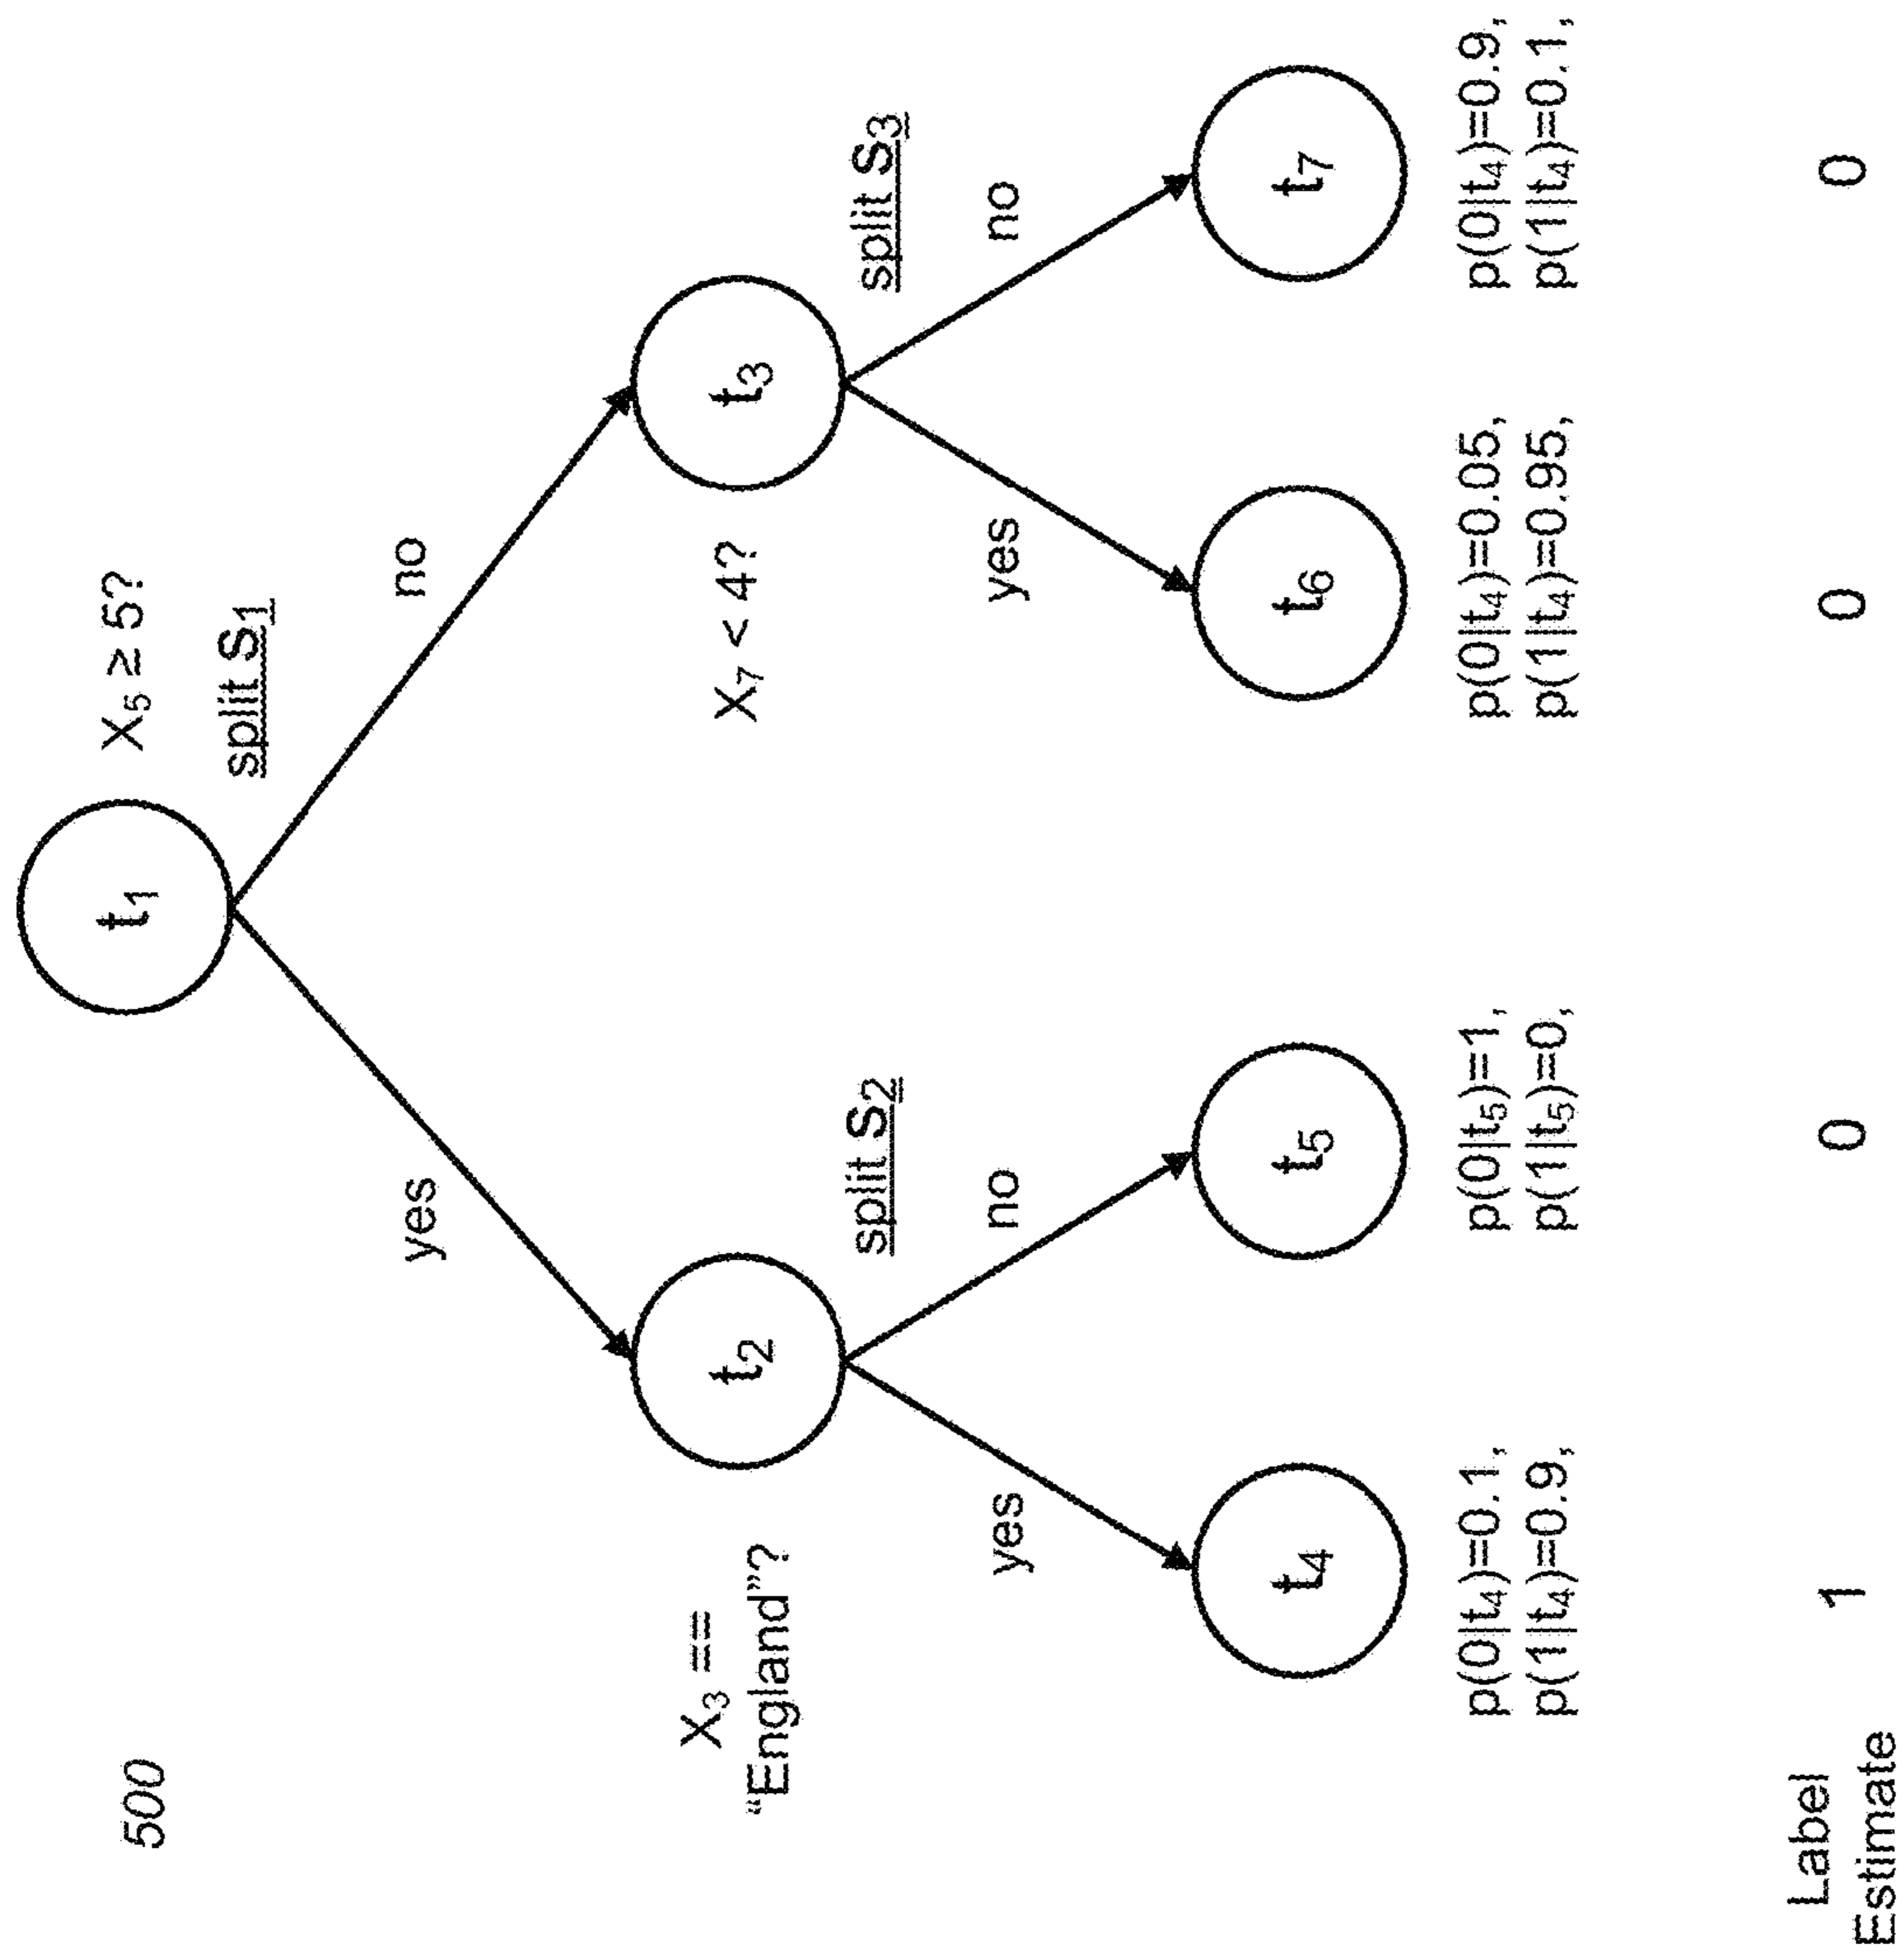 500
t₁
X₅ ≥ 5?
split S₁
yes
no
X₃ ==
“England”?
t₂
split S₂
X₇ < 4?
t₃
split S₃
yes
no
yes
no
t₄
t₅
t₆
t₇
p(0|t₄)=0.1,
p(1|t₄)=0.9,
p(0|t₅)=1,
p(1|t₅)=0,
p(0|t₄)=0.05,
p(1|t₄)=0.95,
p(0|t₄)=0.9,
p(1|t₄)=0.1,
Label
Estimate
1
0
0
0